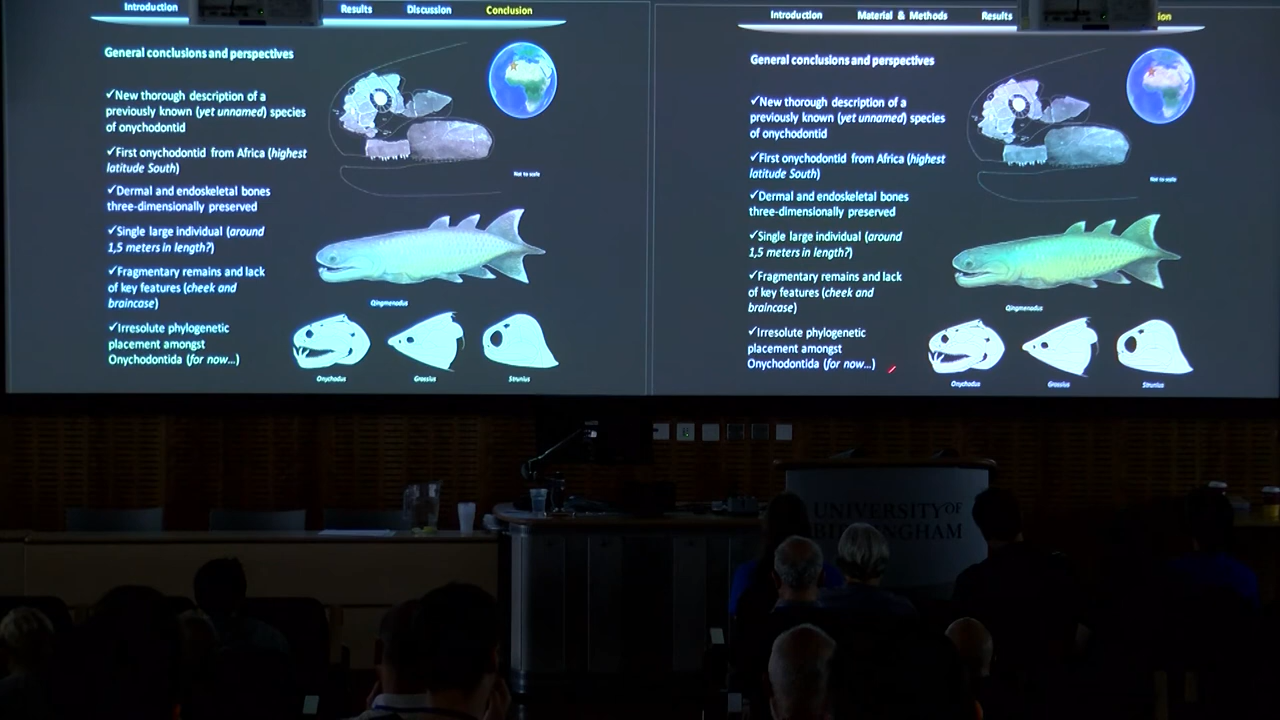 Introduction Results Discussion Conclusion
General conclusions and perspectives
✓New thorough description of a
previously known (yet unnamed) species
of onychodontid
✓First onychodontid from Africa (highest
latitude South)
✓Dermal and endoskeletal bones
three-dimensionally preserved
✓Single large individual (around
1,5 meters in length?)
✓Fragmentary remains and lack
of key features (cheek and
braincase)
✓Irresolute phylogenetic
placement amongst
Onychodontida (for now...)
Not to scale
Qingmenodus
Onychodus Grossius Strunius
Introduction Material & Methods Results
General conclusions and perspectives
✓New thorough description of a
previously known (yet unnamed) species
of onychodontid
✓First onychodontid from Africa (highest
latitude South)
✓Dermal and endoskeletal bones
three-dimensionally preserved
✓Single large individual (around
1,5 meters in length?)
✓Fragmentary remains and lack
of key features (cheek and
braincase)
✓Irresolute phylogenetic
placement amongst
Onychodontida (for now...)
Not to scale
Qingmenodus
Onychodus Grossius Strunius
UNIVERSITY OF
BIRMINGHAM